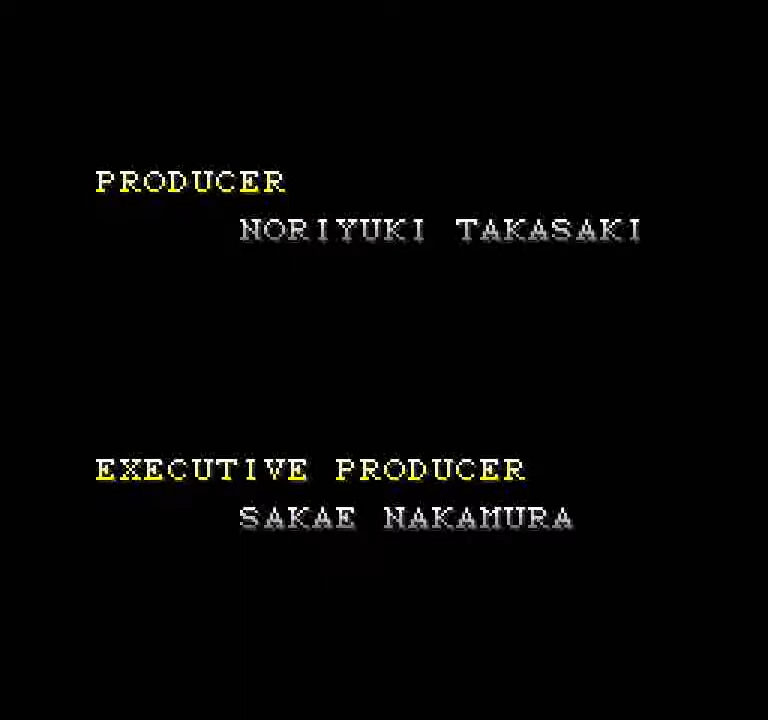 PRODUCER
NORIYUKI TAKASAKI
EXECUTIVE PRODUCER
SAKAE NAKAMURA